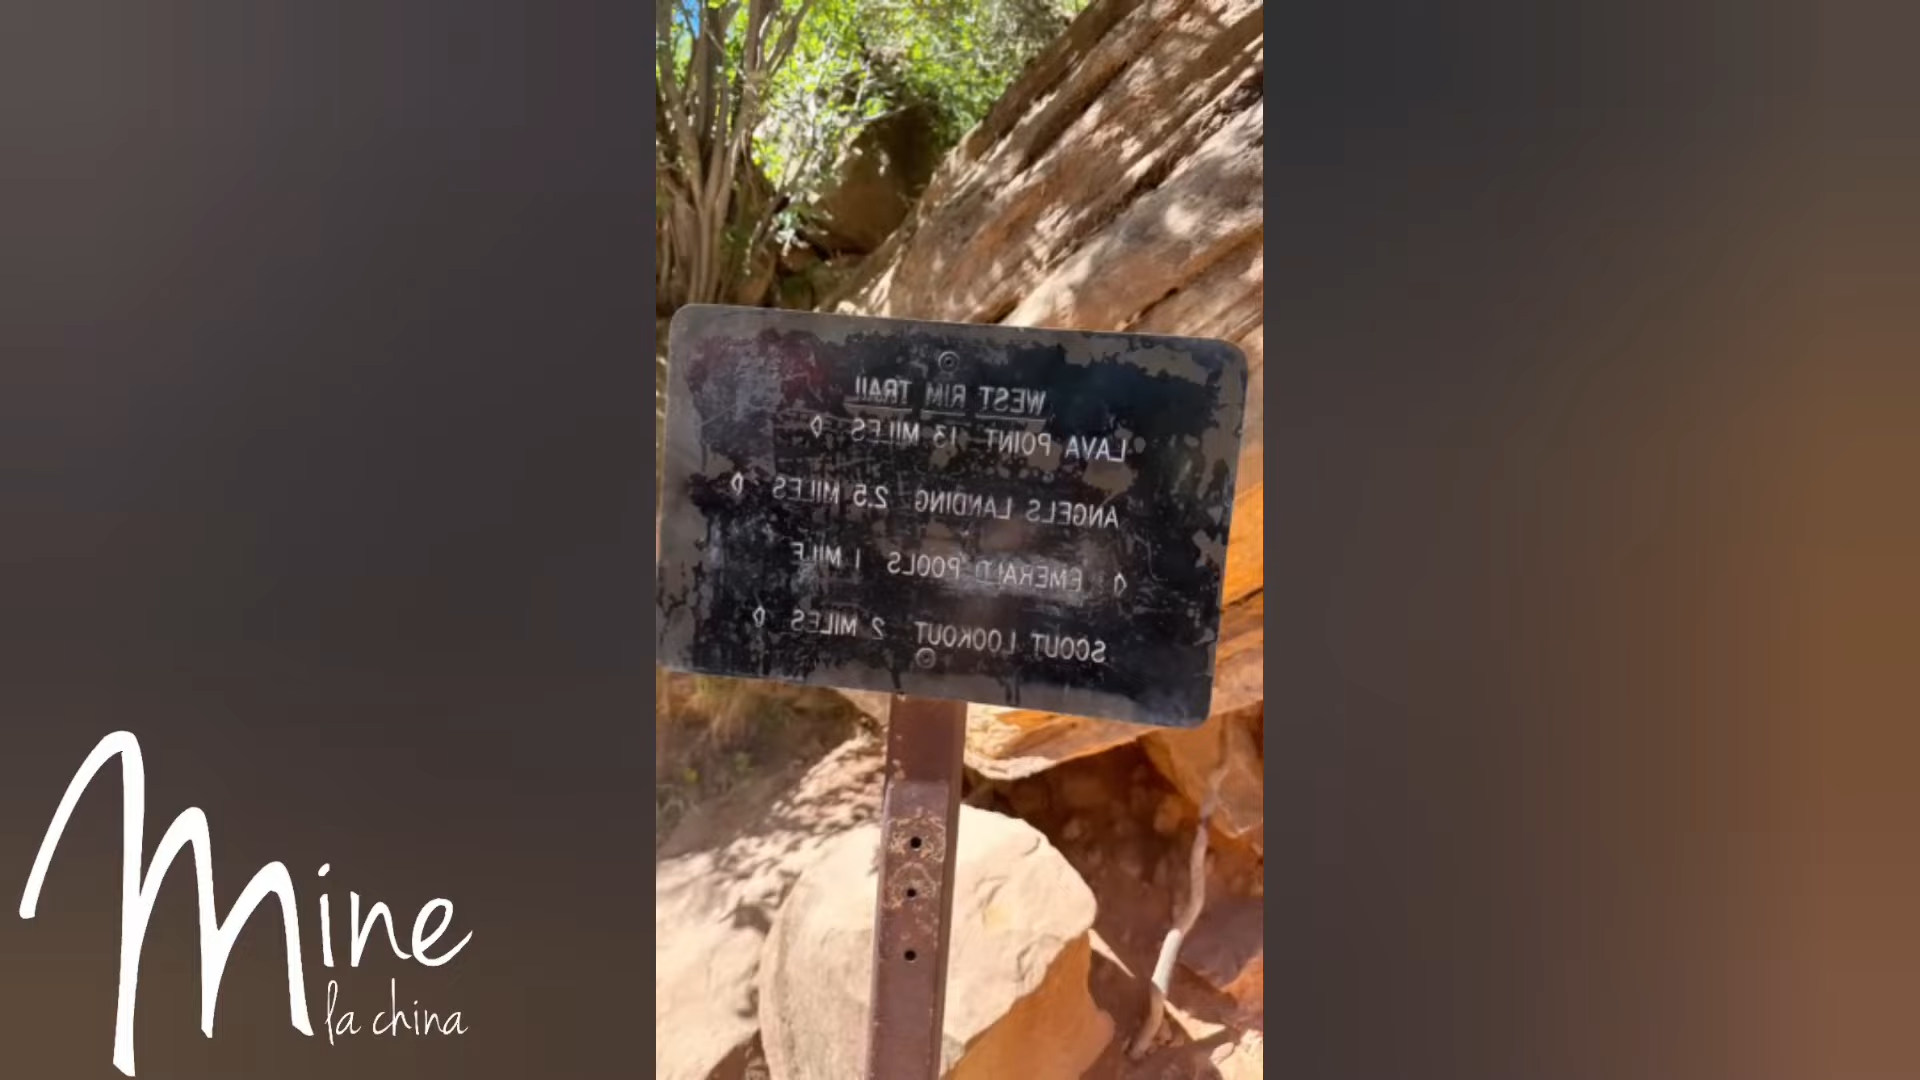 WEST RIM TRAIL
LAVA POINT 13 MILES ◊
ANGELS LANDING 2.5 MILES ◊
◊ EMERALD POOLS 1 MILE
SCOUT LOOKOUT 2 MILES ◊
Mine
la china